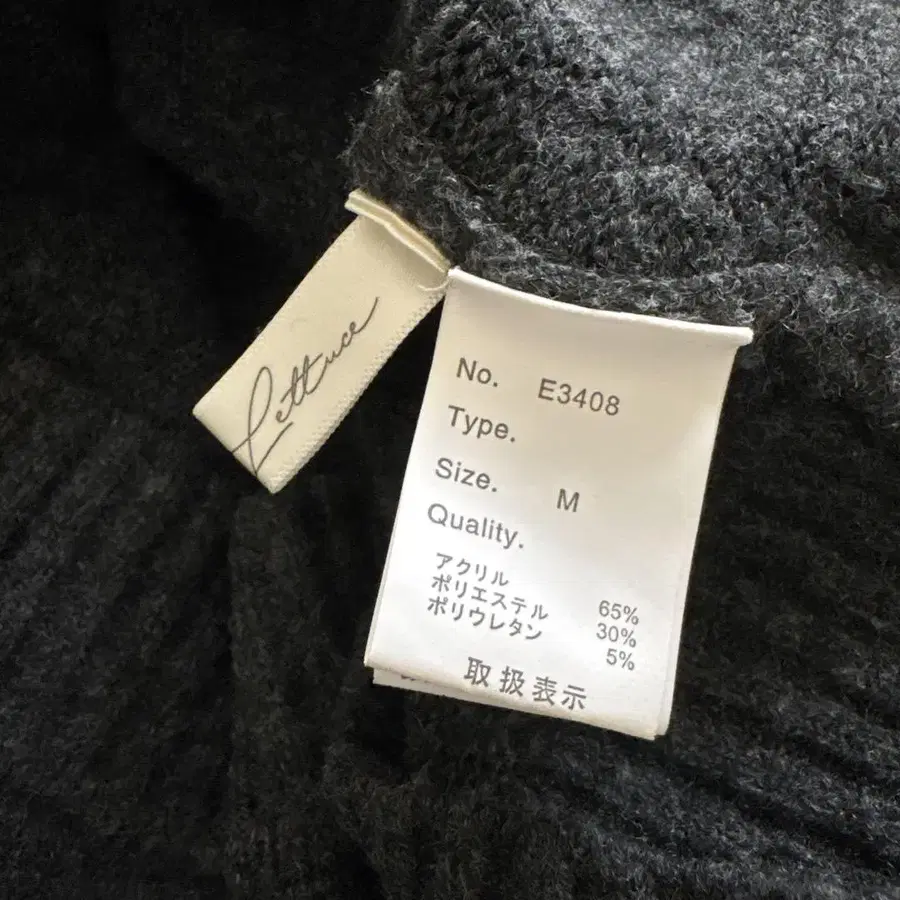 Lettuce
No. E3408
Type.
Size. M
Quality.
アクリル 65%
ポリエステル 30%
ポリウレタン 5%
取扱表示